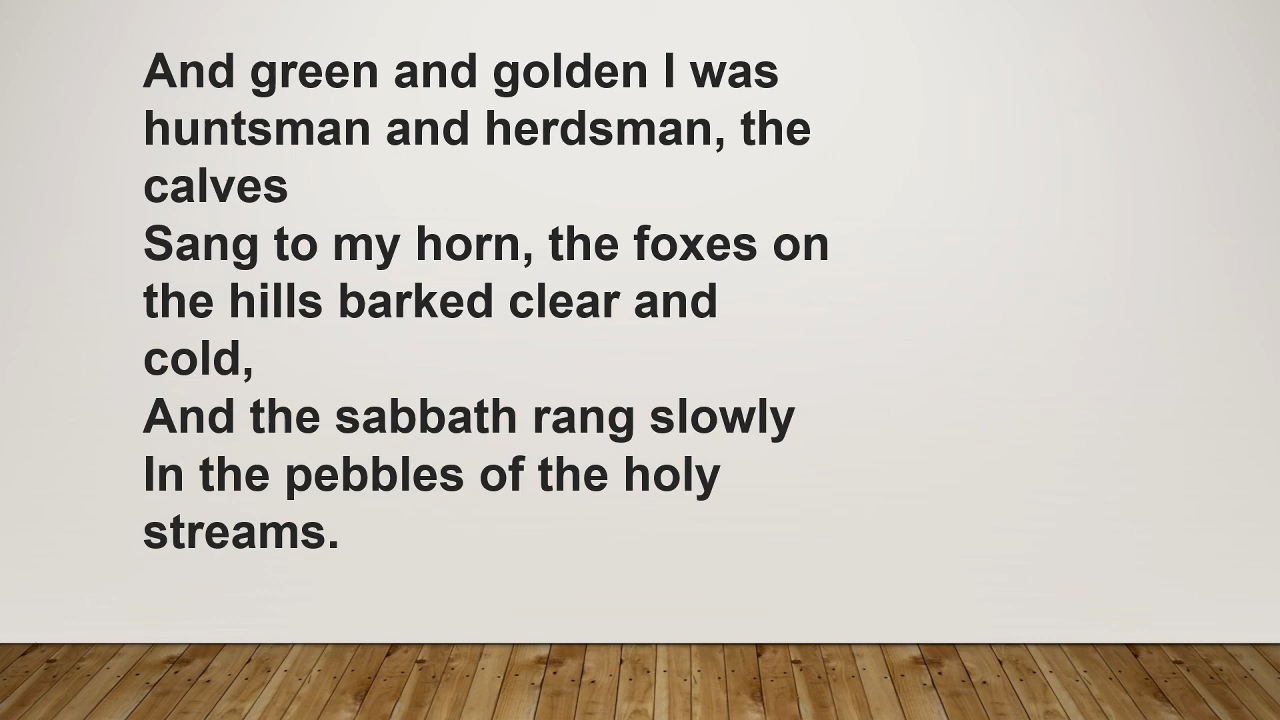 And green and golden I was
huntsman and herdsman, the
calves
Sang to my horn, the foxes on
the hills barked clear and
cold,
And the sabbath rang slowly
In the pebbles of the holy
streams.